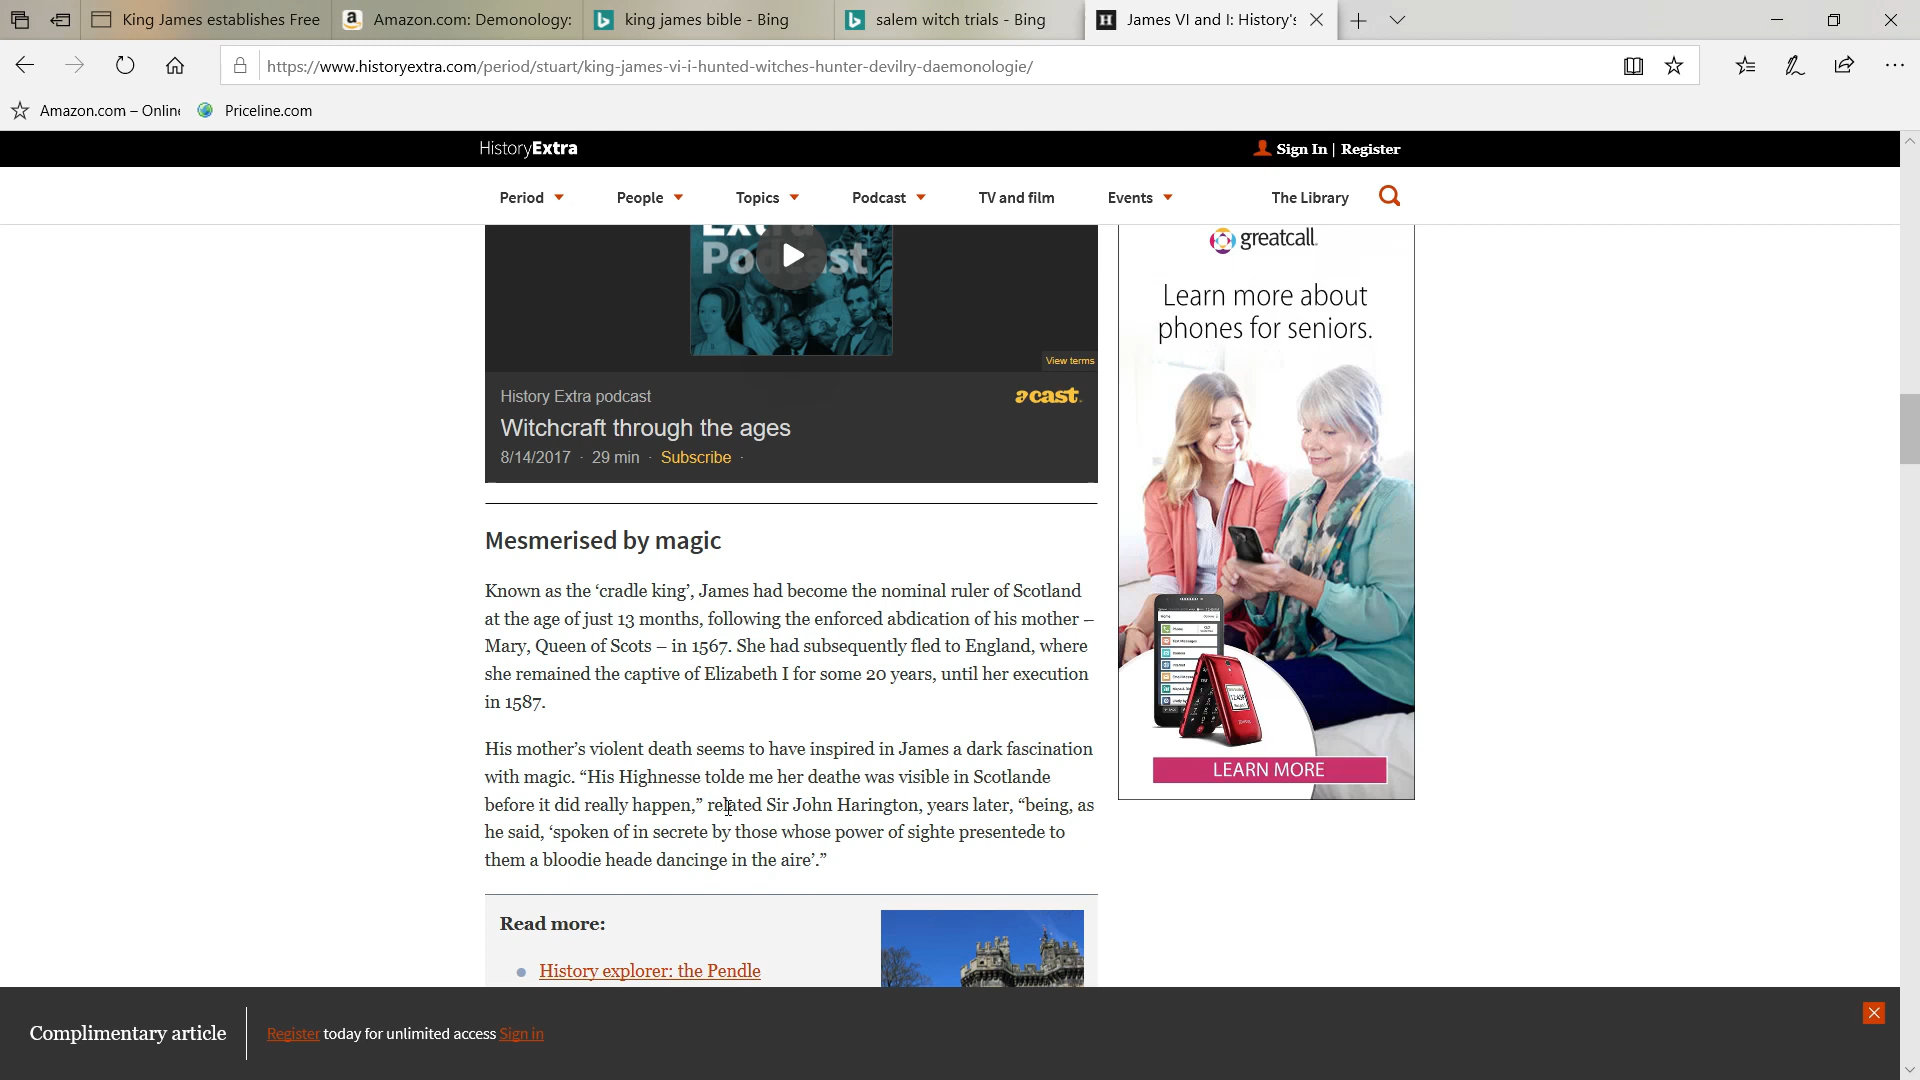 King James establishes Free
Amazon.com: Demonology:
king james bible - Bing
salem witch trials - Bing
James VI and I: History's
https://www.historyextra.com/period/stuart/king-james-vi-i-hunted-witches-hunter-devilry-daemonologie/
Amazon.com – Online
Priceline.com
HistoryExtra
Sign In | Register
Period
People
Topics
Podcast
TV and film
Events
The Library
Extra
Podcast
View terms
History Extra podcast
acast
Witchcraft through the ages
8/14/2017 · 29 min · Subscribe ·
greatcall.
Learn more about
phones for seniors.
LEARN MORE
Mesmerised by magic
Known as the ‘cradle king’, James had become the nominal ruler of Scotland
at the age of just 13 months, following the enforced abdication of his mother –
Mary, Queen of Scots – in 1567. She had subsequently fled to England, where
she remained the captive of Elizabeth I for some 20 years, until her execution
in 1587.
His mother’s violent death seems to have inspired in James a dark fascination
with magic. “His Highnesse tolde me her deathe was visible in Scotlande
before it did really happen,” related Sir John Harington, years later, “being, as
he said, ‘spoken of in secrete by those whose power of sighte presentede to
them a bloodie heade dancinge in the aire’.”
Read more:
History explorer: the Pendle
Complimentary article
Register today for unlimited access Sign in